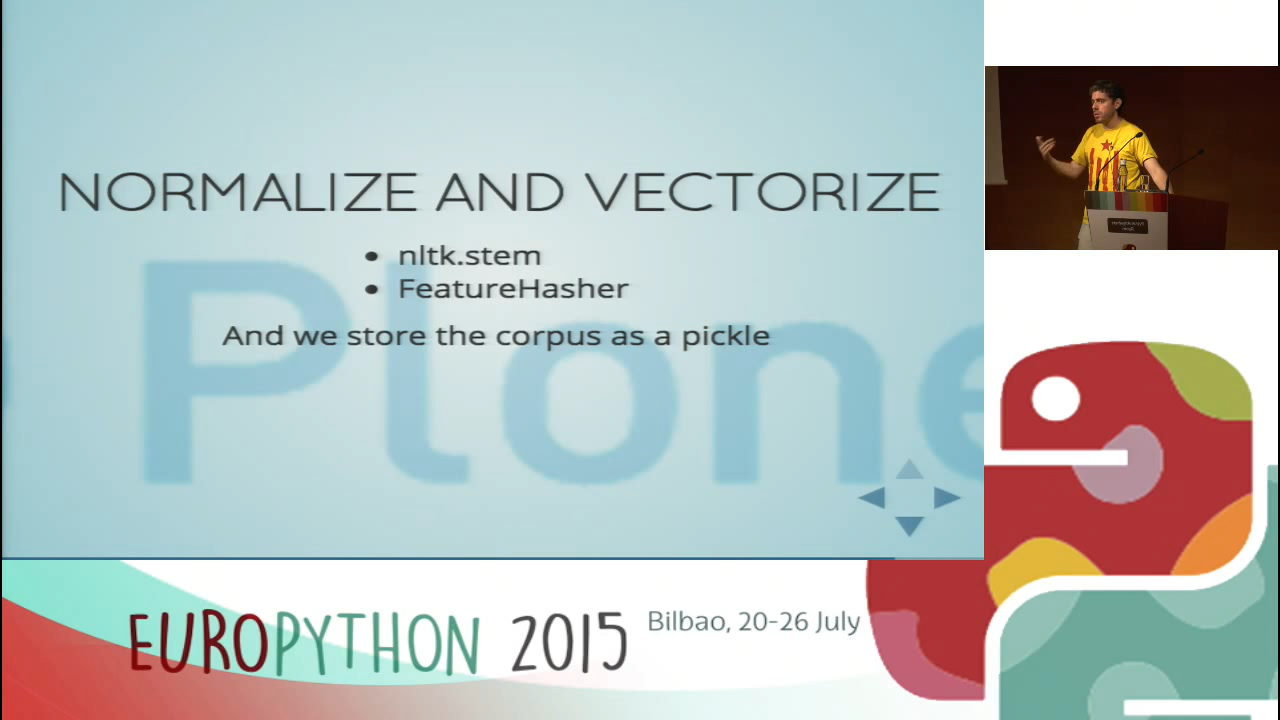 NORMALIZE AND VECTORIZE
• nltk.stem
• FeatureHasher
And we store the corpus as a pickle
Plone
EUROPYTHON 2015
Bilbao, 20-26 July